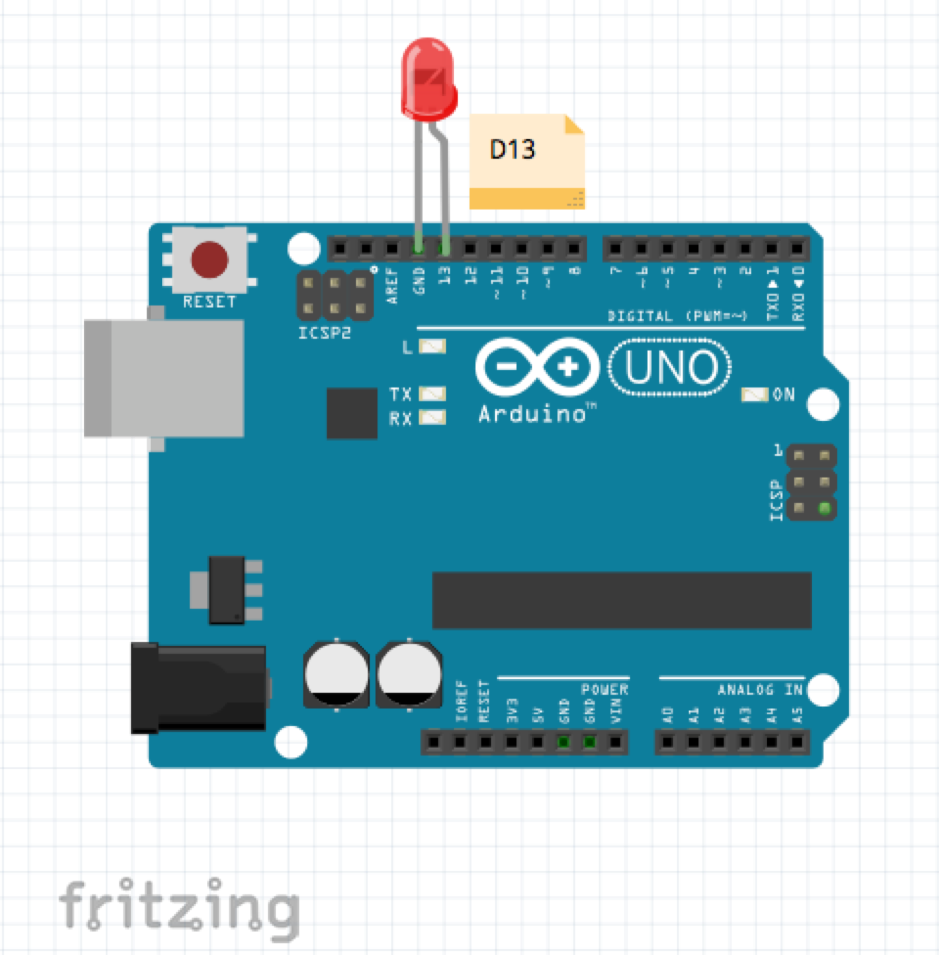 D13
AREF
GND
13
12
~11
~10
~9
8
7
~6
~5
4
~3
2
TX0▶1
RX0◀0
RESET
ICSP2
DIGITAL (PWM=~)
L
TX
RX
UNO
Arduino™
ON
1
ICSP
POWER
ANALOG IN
IOREF
RESET
3V3
5V
GND
GND
VIN
A0
A1
A2
A3
A4
A5
fritzing